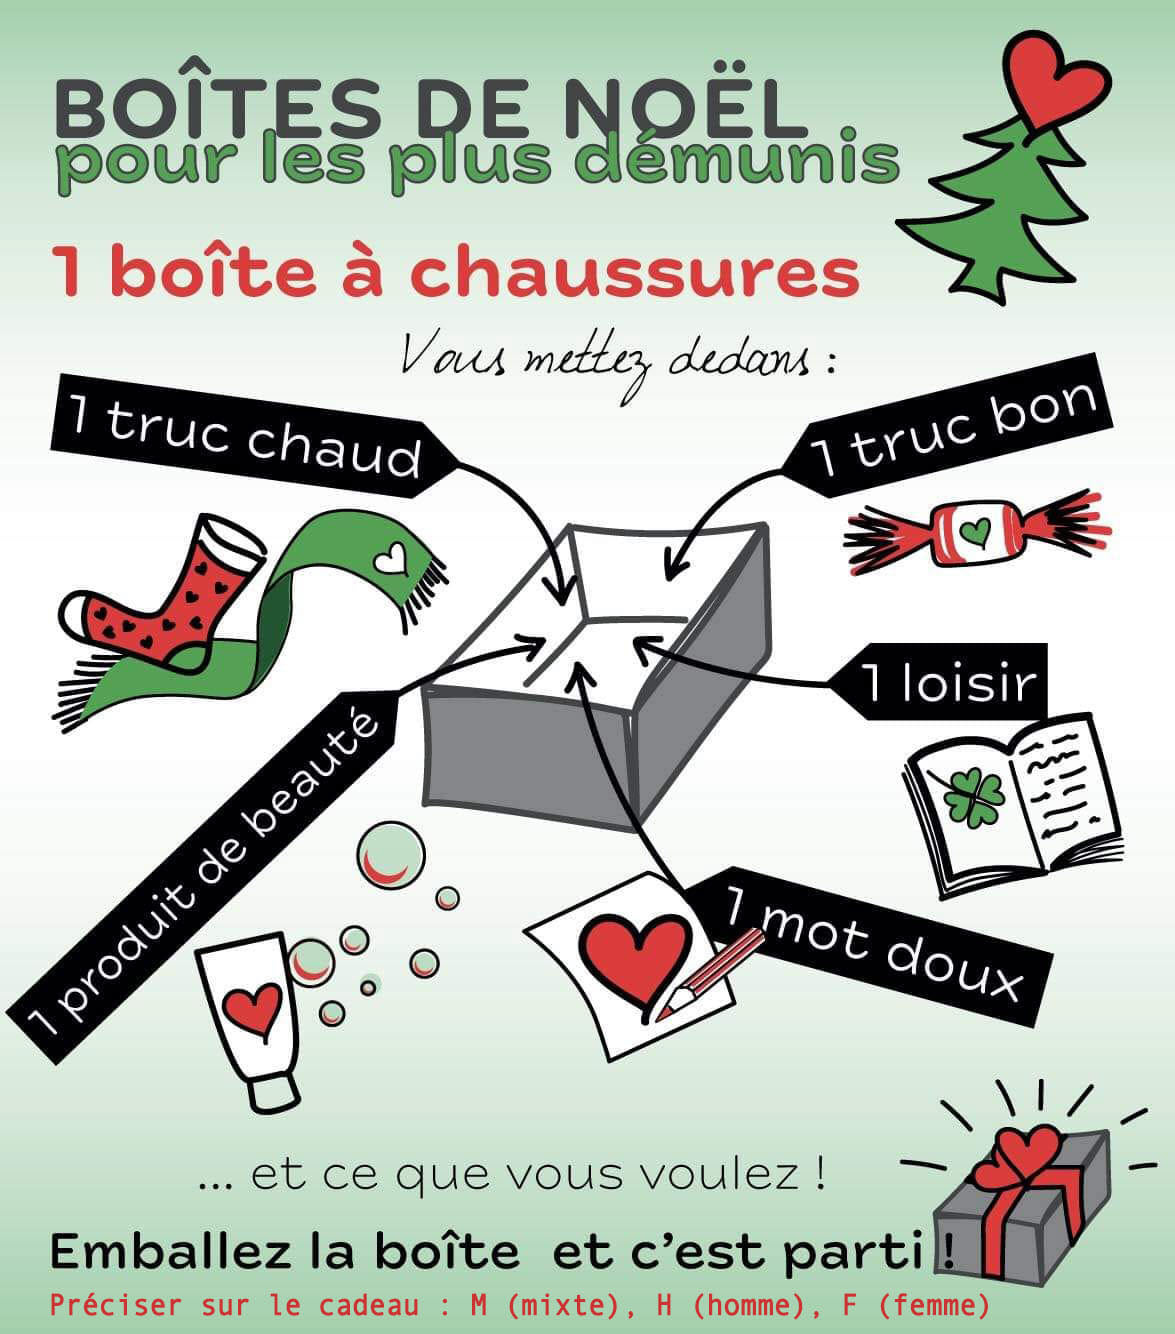 BOÎTES DE NOËL
pour les plus démunis
1 boîte à chaussures
Vous mettez dedans :
1 truc chaud
1 truc bon
1 loisir
1 produit de beauté
1 mot doux
... et ce que vous voulez !
Emballez la boîte et c'est parti !
Préciser sur le cadeau : M (mixte), H (homme), F (femme)